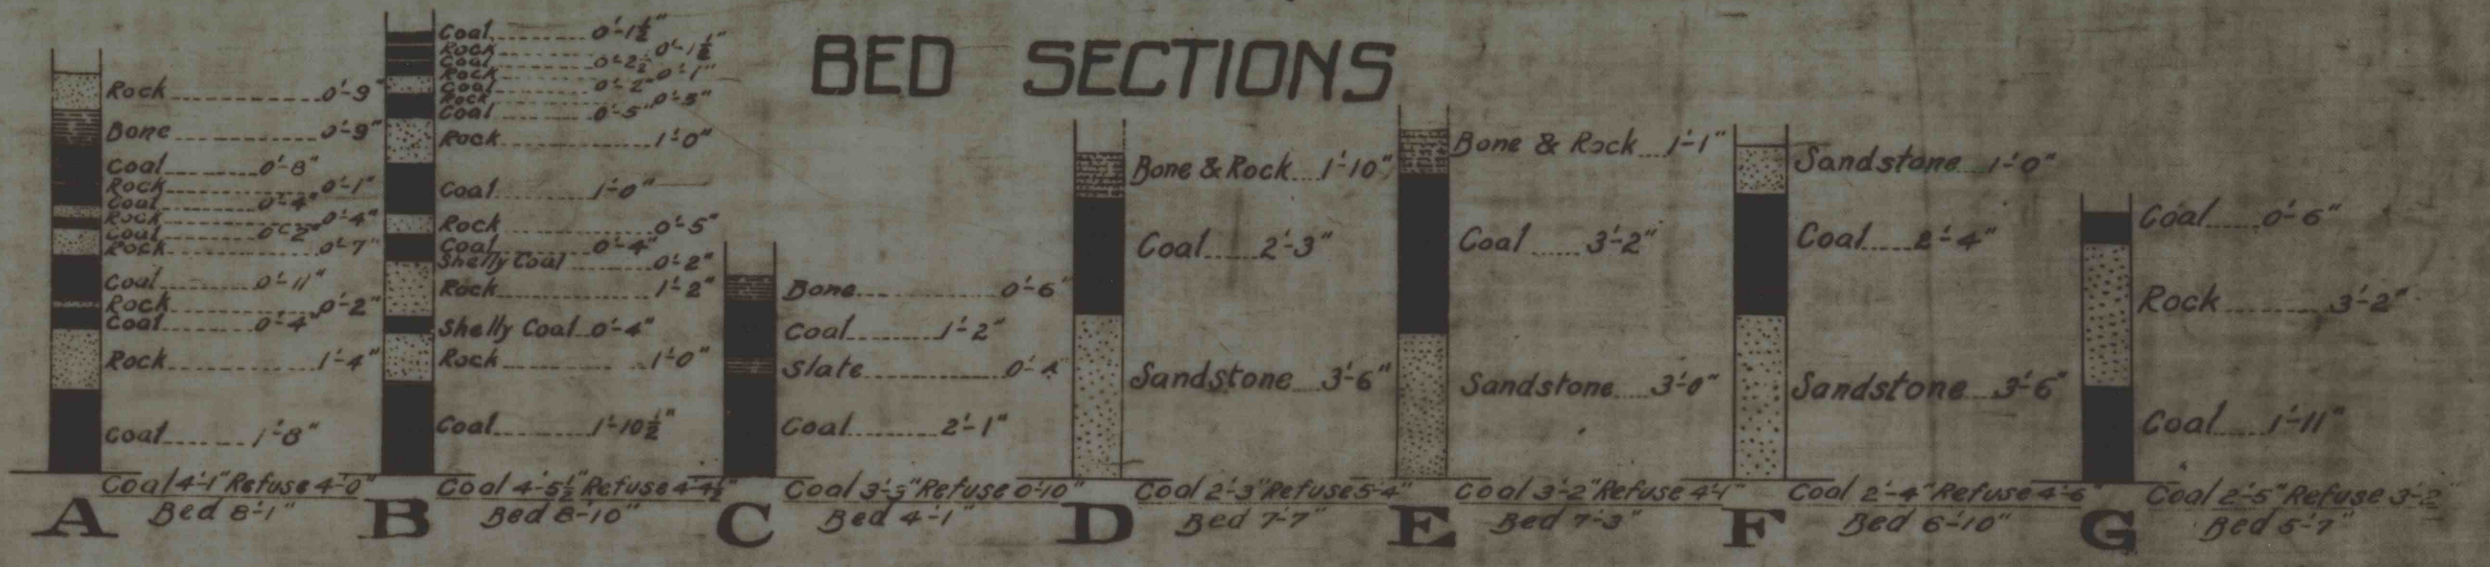 BED SECTIONS
Rock 0'-9"
Bone 0'-9"
Coal 0'-8"
Rock 0'-1"
Coal 0'-4"
Rock 0'-4"
Coal 0'-2"
Rock 0'-7"
Coal 0'-11"
Rock 0'-2"
Coal 0'-4"
Rock 1'-4"
Coal 1'-8"
Coal 4'-1" Refuse 4'-0"
Bed 8'-1"
A
Coal 0'-1½"
Rock 0'-1½"
Coal 0'-2½"
Rock 0'-1"
Coal 0'-2"
Rock 0'-5"
Coal 0'-5"
Rock 1'-0"
Coal 1'-0"
Rock 0'-5"
Coal 0'-4"
Shelly Coal 0'-2"
Rock 1'-2"
Shelly Coal 0'-4"
Rock 1'-0"
Coal 1'-10½"
Coal 4'-5½" Refuse 4'-4½"
Bed 8'-10"
B
Bone 0'-6"
Coal 1'-2"
Slate 0'-4"
Coal 2'-1"
Coal 3'-3" Refuse 0'-10"
Bed 4'-1"
C
Bone & Rock 1'-10"
Coal 2'-3"
Sandstone 3'-6"
Coal 2'-3" Refuse 5'-4"
Bed 7'-7"
D
Bone & Rock 1'-1"
Coal 3'-2"
Sandstone 3'-0"
Coal 3'-2" Refuse 4'-1"
Bed 7'-3"
E
Sandstone 1'-0"
Coal 2'-4"
Sandstone 3'-6"
Coal 2'-4" Refuse 4'-6"
Bed 6'-10"
F
Coal 0'-6"
Rock 3'-2"
Coal 1'-11"
Coal 2'-5" Refuse 3'-2"
Bed 5'-7"
G